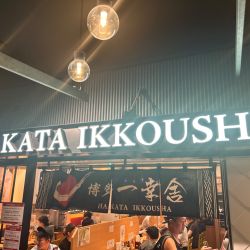 KATA IKKOUSH
博多 一幸舎
HAKATA IKKOUSHA